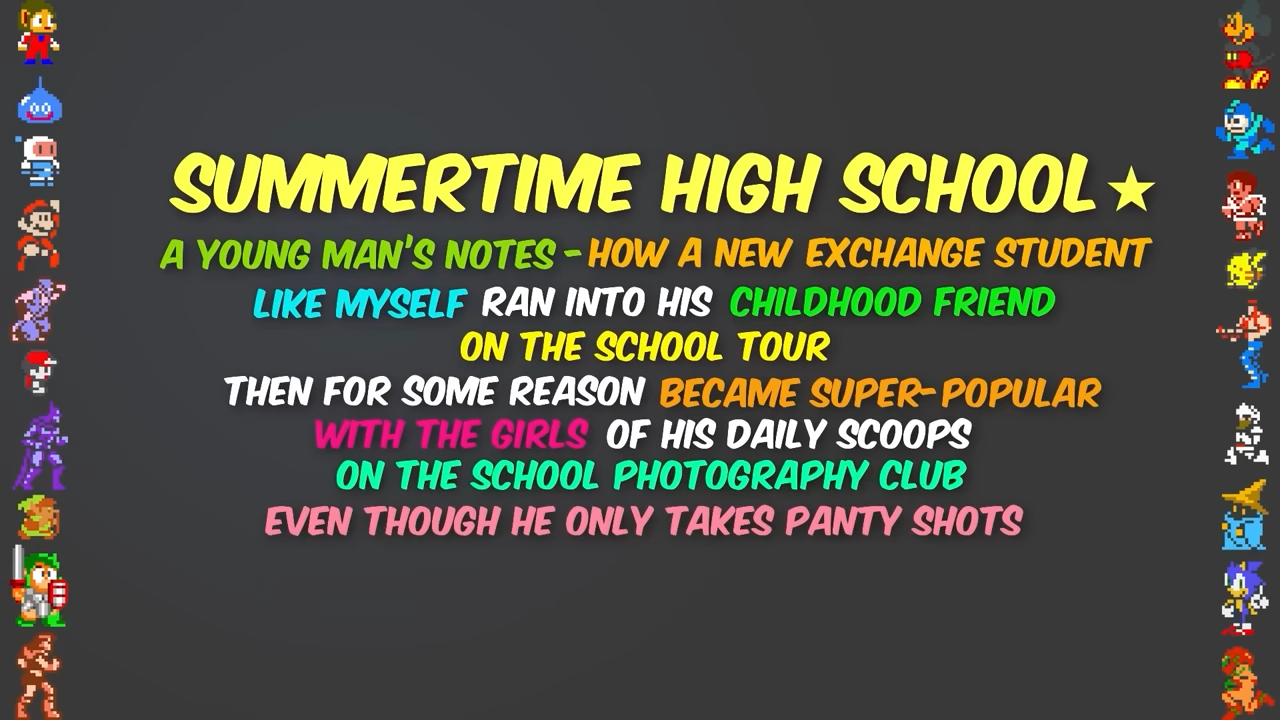 SUMMERTIME HIGH SCHOOL★
A YOUNG MAN'S NOTES - HOW A NEW EXCHANGE STUDENT
LIKE MYSELF RAN INTO HIS CHILDHOOD FRIEND
ON THE SCHOOL TOUR
THEN FOR SOME REASON BECAME SUPER-POPULAR
WITH THE GIRLS OF HIS DAILY SCOOPS
ON THE SCHOOL PHOTOGRAPHY CLUB
EVEN THOUGH HE ONLY TAKES PANTY SHOTS